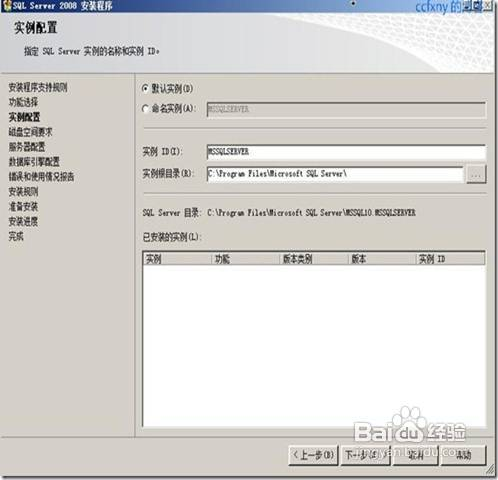 SQL Server 2008 安装程序
ccfxny 的
实例配置
指定 SQL Server 实例的名称和实例 ID。
安装程序支持规则
功能选择
实例配置
磁盘空间要求
服务器配置
数据库引擎配置
错误和使用情况报告
安装规则
准备安装
安装进度
完成
默认实例(D)
命名实例(A): MSSQLSERVER
实例 ID(I): MSSQLSERVER
实例根目录(R): C:\Program Files\Microsoft SQL Server\ ...
SQL Server 目录: C:\Program Files\Microsoft SQL Server\MSSQL10.MSSQLSERVER
已安装的实例(L):
实例 功能 版本类别 版本 实例 ID
<上一步(B) 下一步(N)> 取消 帮助
Baidu 经验
jingyan.baidu.com